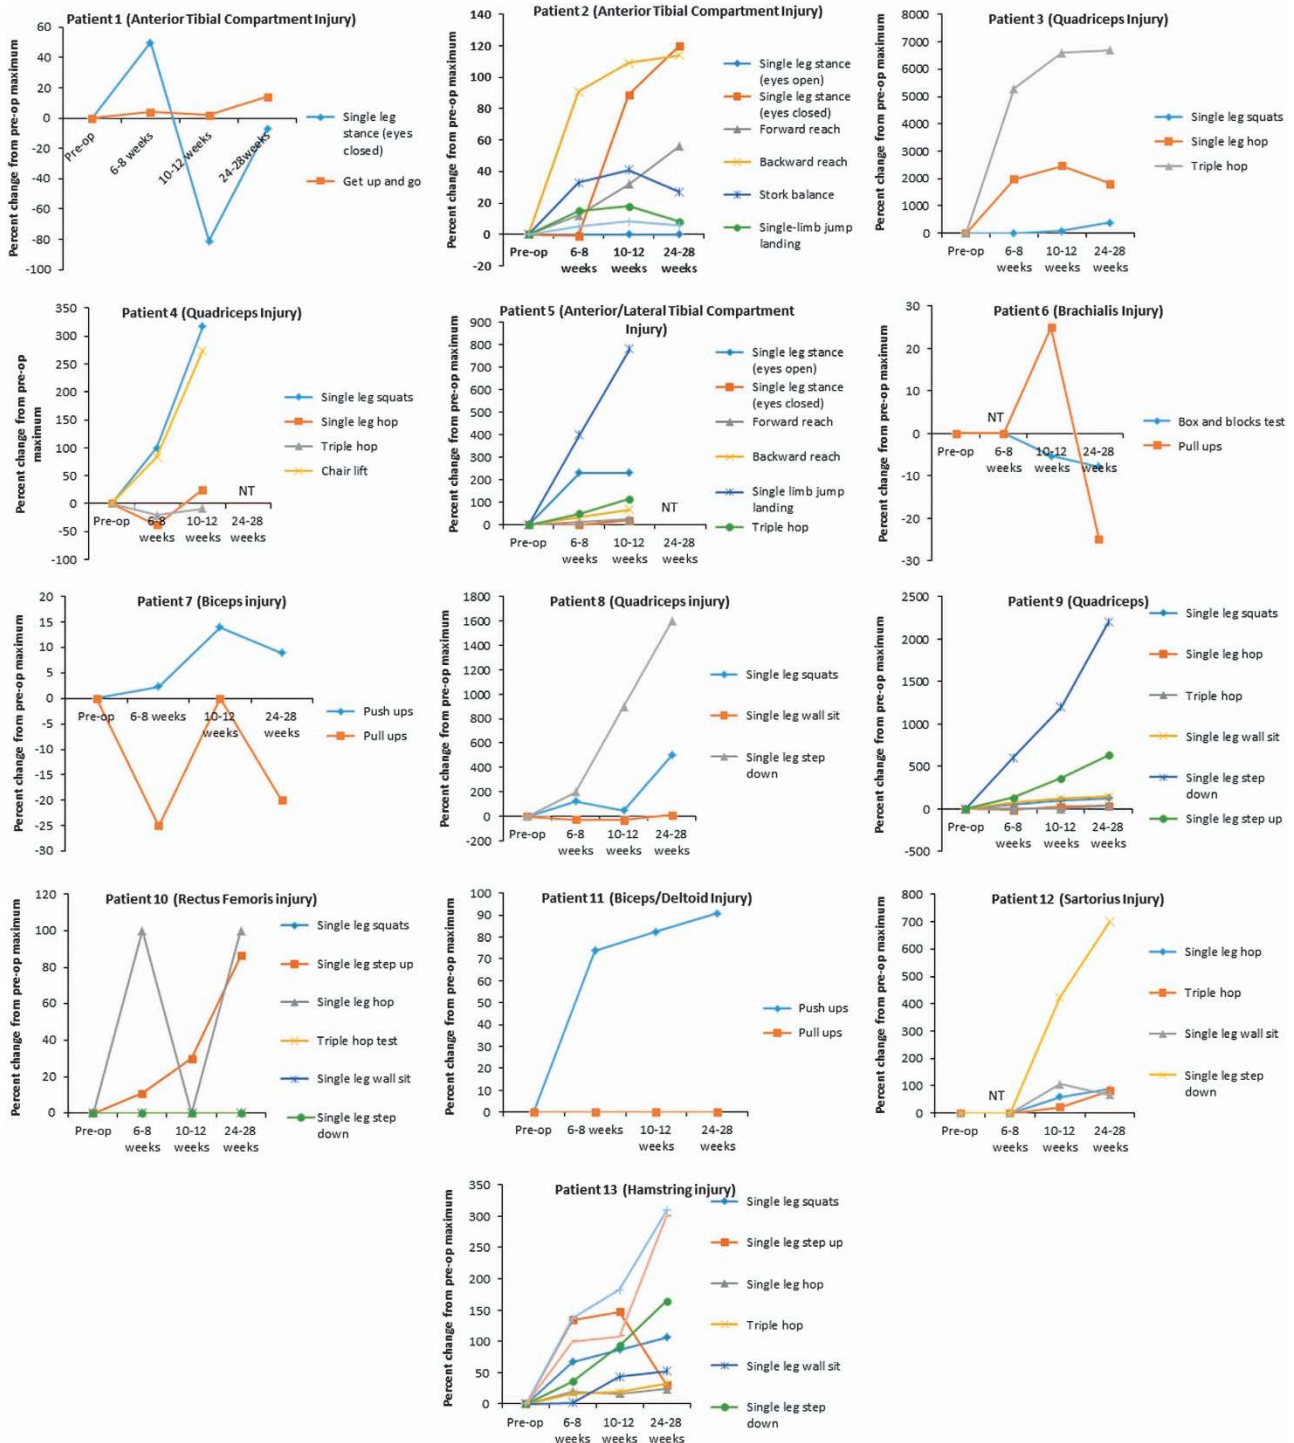 Patient 1 (Anterior Tibial Compartment Injury)
Percent change from pre-op maximum
60
40
20
0
-20
-40
-60
-80
-100
Pre-op
6-8 weeks
10-12 weeks
24-28weeks
Single leg
stance (eyes
closed)
Get up and go
Patient 2 (Anterior Tibial Compartment Injury)
Percent change from pre-op maximum
140
120
100
80
60
40
20
0
-20
Pre-op
6-8
weeks
10-12
weeks
24-28
weeks
Single leg stance
(eyes open)
Single leg stance
(eyes closed)
Forward reach
Backward reach
Stork balance
Single-limb jump
landing
Patient 3 (Quadriceps Injury)
Percent change from pre-op maximum
8000
7000
6000
5000
4000
3000
2000
1000
0
Pre-op
6-8
weeks
10-12
weeks
24-28
weeks
Single leg squats
Single leg hop
Triple hop
Patient 4 (Quadriceps Injury)
Percent change from pre-op
maximum
350
300
250
200
150
100
50
0
-50
-100
NT
Pre-op
6-8
weeks
10-12
weeks
24-28
weeks
Single leg squats
Single leg hop
Triple hop
Chair lift
Patient 5 (Anterior/Lateral Tibial Compartment
Injury)
Percent change from pre-op maximum
900
800
700
600
500
400
300
200
100
0
NT
Pre-op
6-8
weeks
10-12
weeks
24-28
weeks
Single leg stance
(eyes open)
Single leg stance
(eyes closed)
Forward reach
Backward reach
Single limb jump
landing
Triple hop
Patient 6 (Brachialis Injury)
Percent change from pre-op maximum
30
20
10
0
-10
-20
-30
NT
Pre-op
6-8
weeks
10-12
weeks
24-28
weeks
Box and blocks test
Pull ups
Patient 7 (Biceps injury)
Percent change from pre-op maximum
20
15
10
5
0
-5
-10
-15
-20
-25
-30
Pre-op
6-8 weeks
10-12
weeks
24-28
weeks
Push ups
Pull ups
Patient 8 (Quadriceps injury)
Percent change from pre-op maximum
1800
1600
1400
1200
1000
800
600
400
200
0
-200
Pre-op
6-8
weeks
10-12
weeks
24-28
weeks
Single leg squats
Single leg wall sit
Single leg step
down
Patient 9 (Quadriceps)
Percent change from pre-op maximum
2500
2000
1500
1000
500
0
-500
Pre-op
6-8
weeks
10-12
weeks
24-28
weeks
Single leg squats
Single leg hop
Triple hop
Single leg wall sit
Single leg step
down
Single leg step up
Patient 10 (Rectus Femoris injury)
Percent change from pre-op maximum
120
100
80
60
40
20
0
Pre-op
6-8
weeks
10-12
weeks
24-28
weeks
Single leg squats
Single leg step up
Single leg hop
Triple hop test
Single leg wall sit
Single leg step
down
Patient 11 (Biceps/Deltoid Injury)
Percent change from pre-op maximum
100
90
80
70
60
50
40
30
20
10
0
Pre-op
6-8 weeks
10-12
weeks
24-28
weeks
Push ups
Pull ups
Patient 12 (Sartorius Injury)
Percent change from pre-op maximum
800
700
600
500
400
300
200
100
0
NT
Pre-op
6-8
weeks
10-12
weeks
24-28
weeks
Single leg hop
Triple hop
Single leg wall sit
Single leg step
down
Patient 13 (Hamstring injury)
Percent change from pre-op maximum
350
300
250
200
150
100
50
0
Pre-op
6-8
weeks
10-12
weeks
24-28
weeks
Single leg squats
Single leg step up
Single leg hop
Triple hop
Single leg wall sit
Single leg step
down